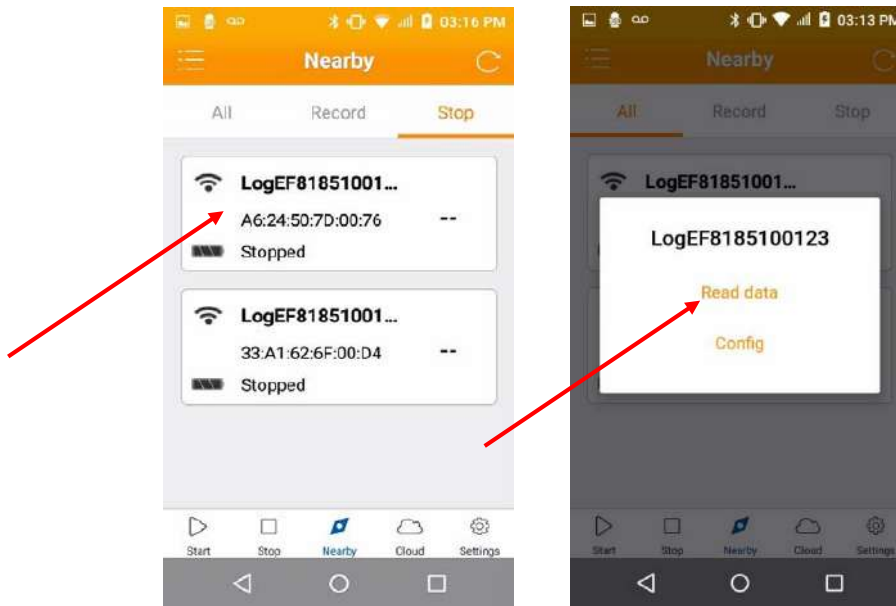 03:16 PM
Nearby
All Record Stop
LogEF81851001...
A6:24:50:7D:00:76 --
Stopped
LogEF81851001...
33:A1:62:6F:00:D4 --
Stopped
Start Stop Nearby Cloud Settings
03:13 PM
Nearby
All Record Stop
LogEF81851001...
LogEF8185100123
Read data
Config
Start Stop Nearby Cloud Settings